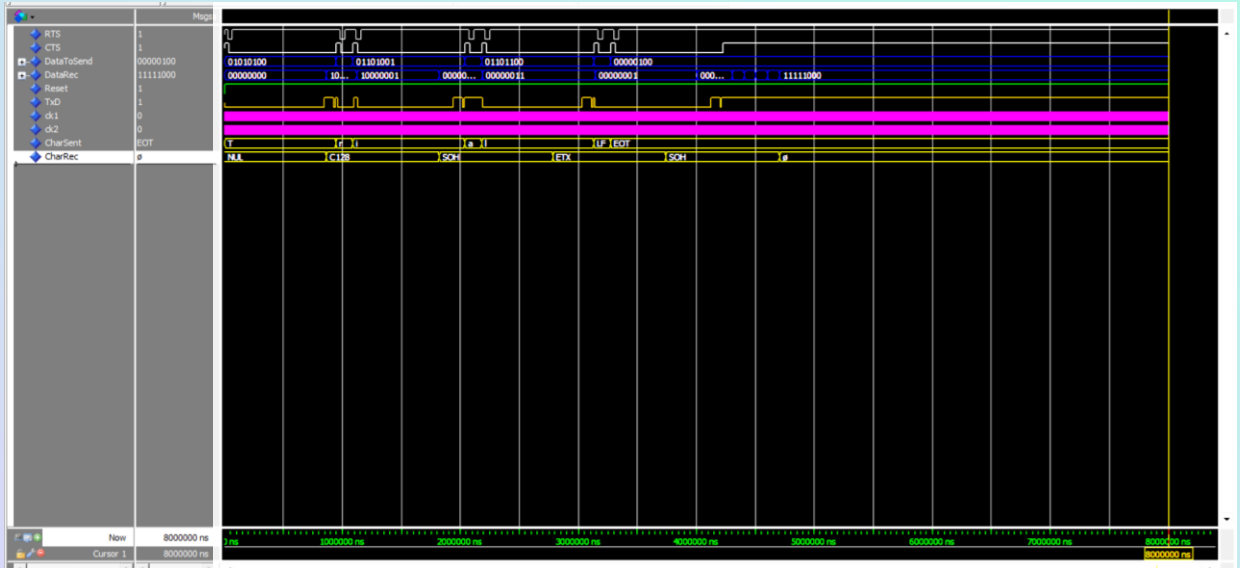 Msgs
RTS 1
CTS 1
DataToSend 00000100 01010100 01101001 01101100 00000100
DataRec 11111000 00000000 10... 10000001 00000... 00000011 00000001 000... 11111000
Reset 1
TxD 1
ck1 0
ck2 0
CharSent EOT T r i a l LF EOT
CharRec ø NUL C128 SOH ETX SOH ø
Now 8000000 ns 1000000 ns 2000000 ns 3000000 ns 4000000 ns 5000000 ns 6000000 ns 7000000 ns
Cursor 1 8000000 ns 8000000 ns